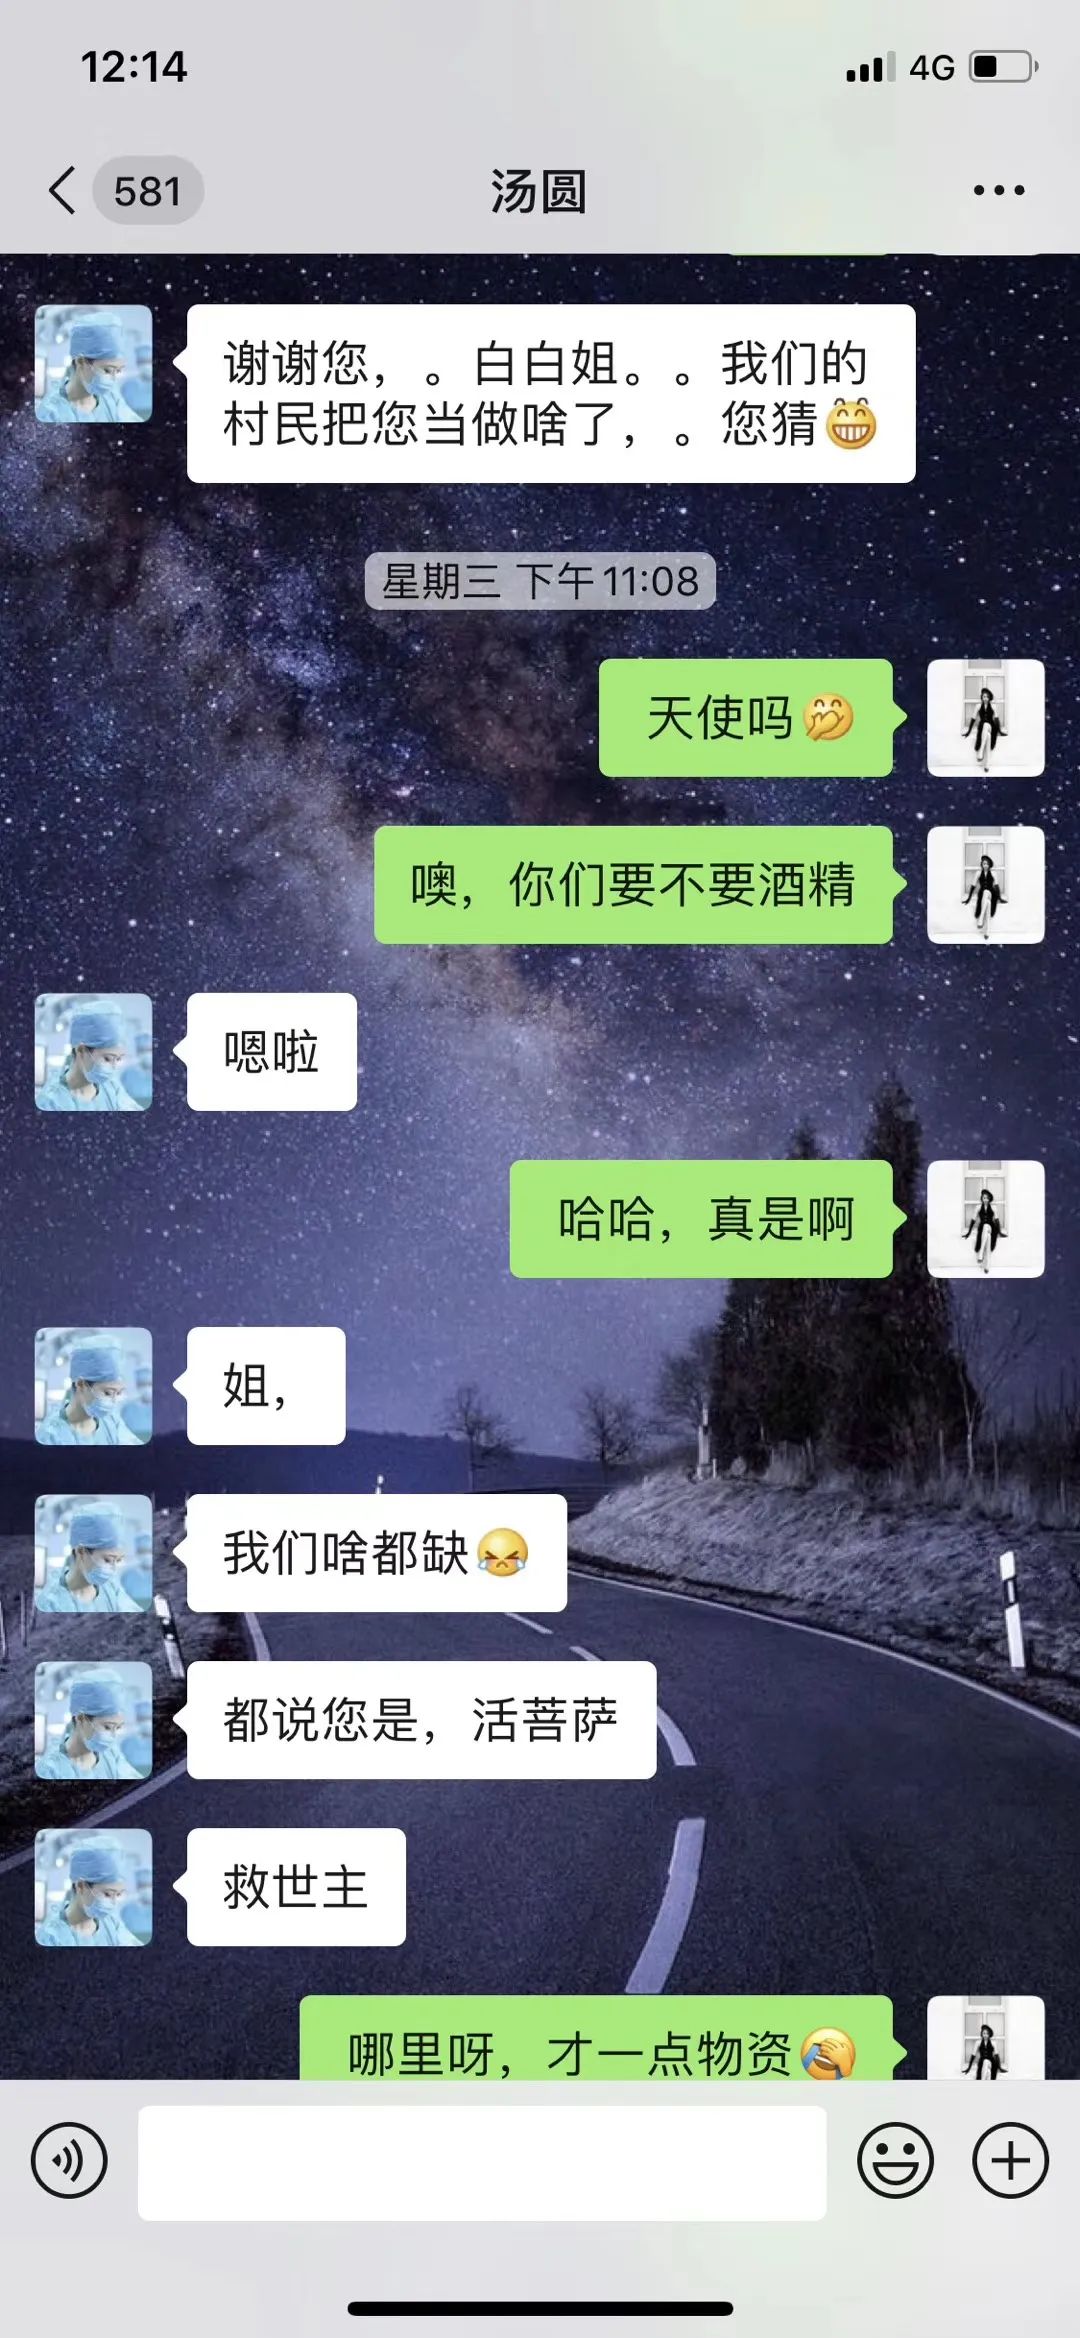 12:14
4G
581
汤圆
谢谢您，。白白姐。。我们的
村民把您当做啥了，。您猜😁
星期三 下午11:08
天使吗🤭
噢，你们要不要酒精
嗯啦
哈哈，真是啊
姐，
我们啥都缺😭
都说您是，活菩萨
救世主
哪里呀，才一点物资🤦